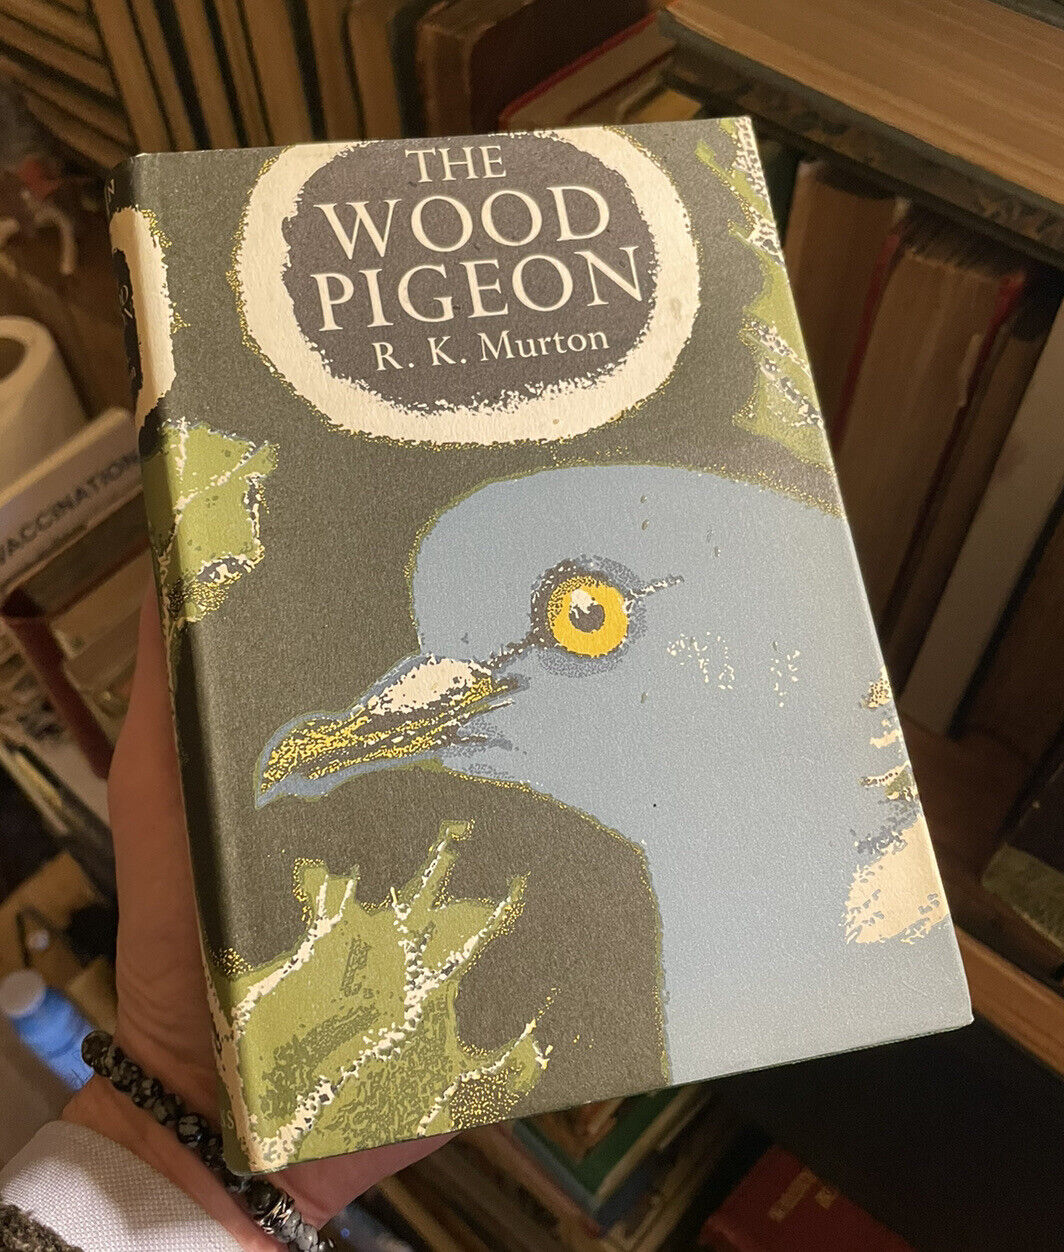 THE
WOOD
PIGEON
R. K. Murton
VACCINATION